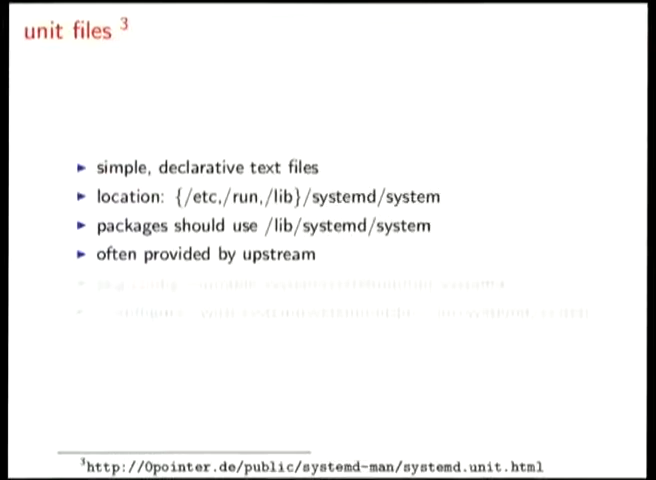 unit files 3
▶ simple, declarative text files
▶ location: {/etc,/run,/lib}/systemd/system
▶ packages should use /lib/systemd/system
▶ often provided by upstream
3http://0pointer.de/public/systemd-man/systemd.unit.html